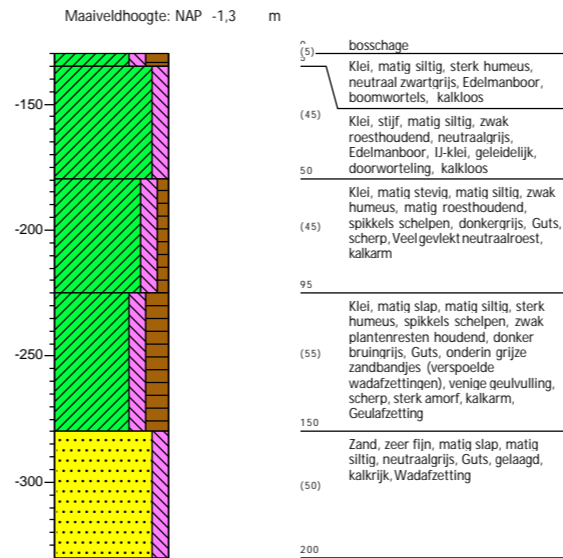 Maaiveldhoogte: NAP -1,3 m
0
bosschage
(5)
5
Klei, matig siltig, sterk humeus,
neutraal zwartgrijs, Edelmanboor,
boomwortels, kalkloos
-150
(45)
Klei, stijf, matig siltig, zwak
roesthoudend, neutraalgrijs,
Edelmanboor, IJ-klei, geleidelijk,
doorworteling, kalkloos
50
Klei, matig stevig, matig siltig, zwak
humeus, matig roesthoudend,
spikkels schelpen, donkergrijs, Guts,
scherp, Veel gevlekt neutraalroest,
kalkarm
-200
(45)
95
Klei, matig slap, matig siltig, sterk
humeus, spikkels schelpen, zwak
plantenresten houdend, donker
bruingrijs, Guts, onderin grijze
zandbandjes (verspoelde
wadafzettingen), venige geulvulling,
scherp, sterk amorf, kalkarm,
Geulafzetting
-250
(55)
150
Zand, zeer fijn, matig slap, matig
siltig, neutraalgrijs, Guts, gelaagd,
kalkrijk, Wadafzetting
-300
(50)
200